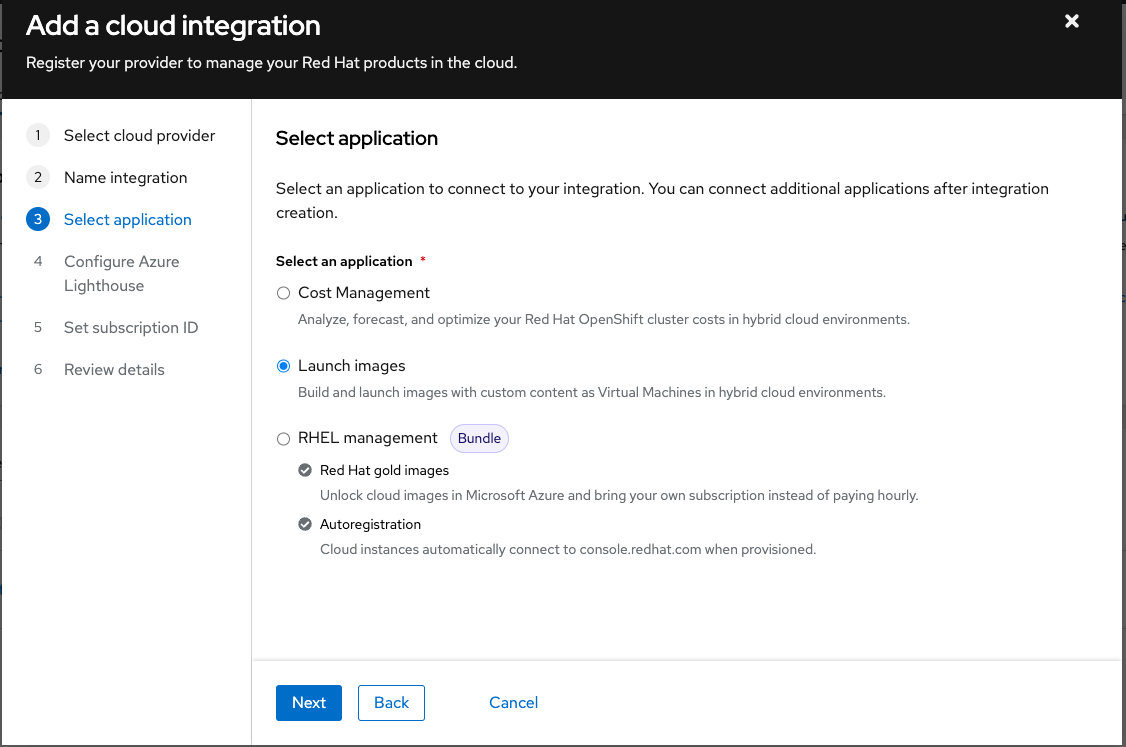 Add a cloud integration
Register your provider to manage your Red Hat products in the cloud.
1 Select cloud provider
2 Name integration
3 Select application
4 Configure Azure
Lighthouse
5 Set subscription ID
6 Review details
Select application
Select an application to connect to your integration. You can connect additional applications after integration
creation.
Select an application *
Cost Management
Analyze, forecast, and optimize your Red Hat OpenShift cluster costs in hybrid cloud environments.
Launch images
Build and launch images with custom content as Virtual Machines in hybrid cloud environments.
RHEL management Bundle
Red Hat gold images
Unlock cloud images in Microsoft Azure and bring your own subscription instead of paying hourly.
Autoregistration
Cloud instances automatically connect to console.redhat.com when provisioned.
Next Back Cancel